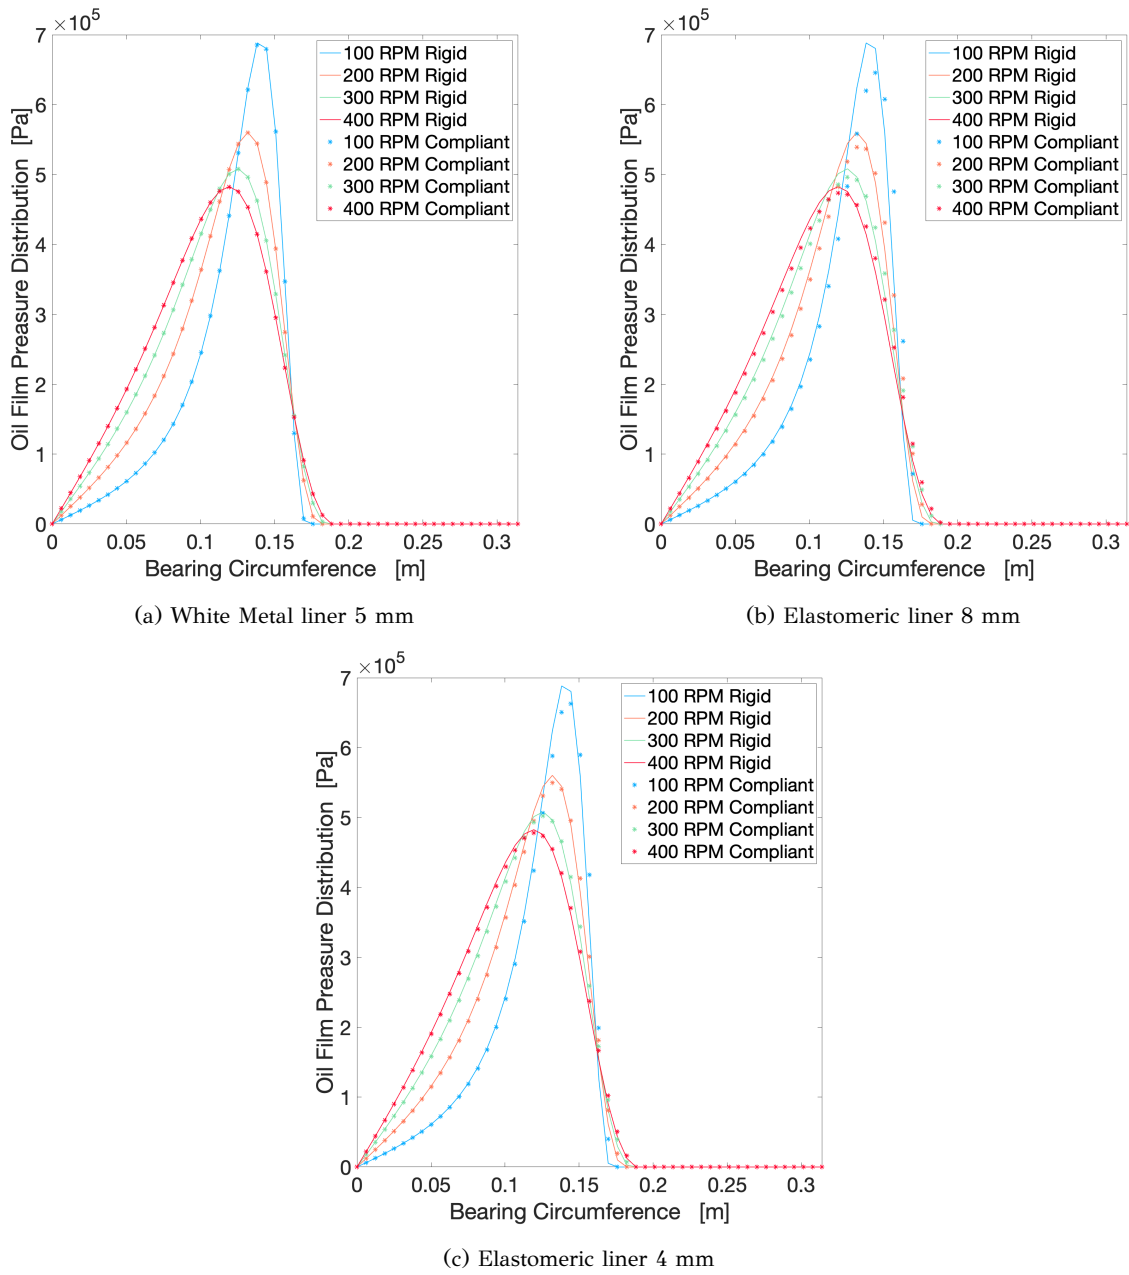 7 ×10⁵
6
5
4
3
2
1
0
Oil Film Preasure Distribution [Pa]
100 RPM Rigid
200 RPM Rigid
300 RPM Rigid
400 RPM Rigid
100 RPM Compliant
200 RPM Compliant
300 RPM Compliant
400 RPM Compliant
0 0.05 0.1 0.15 0.2 0.25 0.3
Bearing Circumference [m]
(a) White Metal liner 5 mm
7 ×10⁵
6
5
4
3
2
1
0
Oil Film Preasure Distribution [Pa]
100 RPM Rigid
200 RPM Rigid
300 RPM Rigid
400 RPM Rigid
100 RPM Compliant
200 RPM Compliant
300 RPM Compliant
400 RPM Compliant
0 0.05 0.1 0.15 0.2 0.25 0.3
Bearing Circumference [m]
(b) Elastomeric liner 8 mm
7 ×10⁵
6
5
4
3
2
1
0
Oil Film Preasure Distribution [Pa]
100 RPM Rigid
200 RPM Rigid
300 RPM Rigid
400 RPM Rigid
100 RPM Compliant
200 RPM Compliant
300 RPM Compliant
400 RPM Compliant
0 0.05 0.1 0.15 0.2 0.25 0.3
Bearing Circumference [m]
(c) Elastomeric liner 4 mm